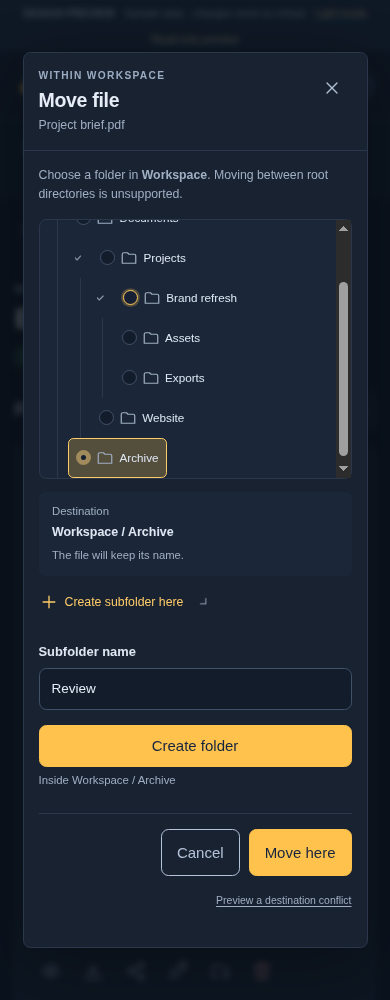 WITHIN WORKSPACE
Move file
Project brief.pdf
Choose a folder in Workspace. Moving between root
directories is unsupported.
Documents
Projects
Brand refresh
Assets
Exports
Website
Archive
Destination
Workspace / Archive
The file will keep its name.
Create subfolder here
Subfolder name
Review
Create folder
Inside Workspace / Archive
Cancel
Move here
Preview a destination conflict